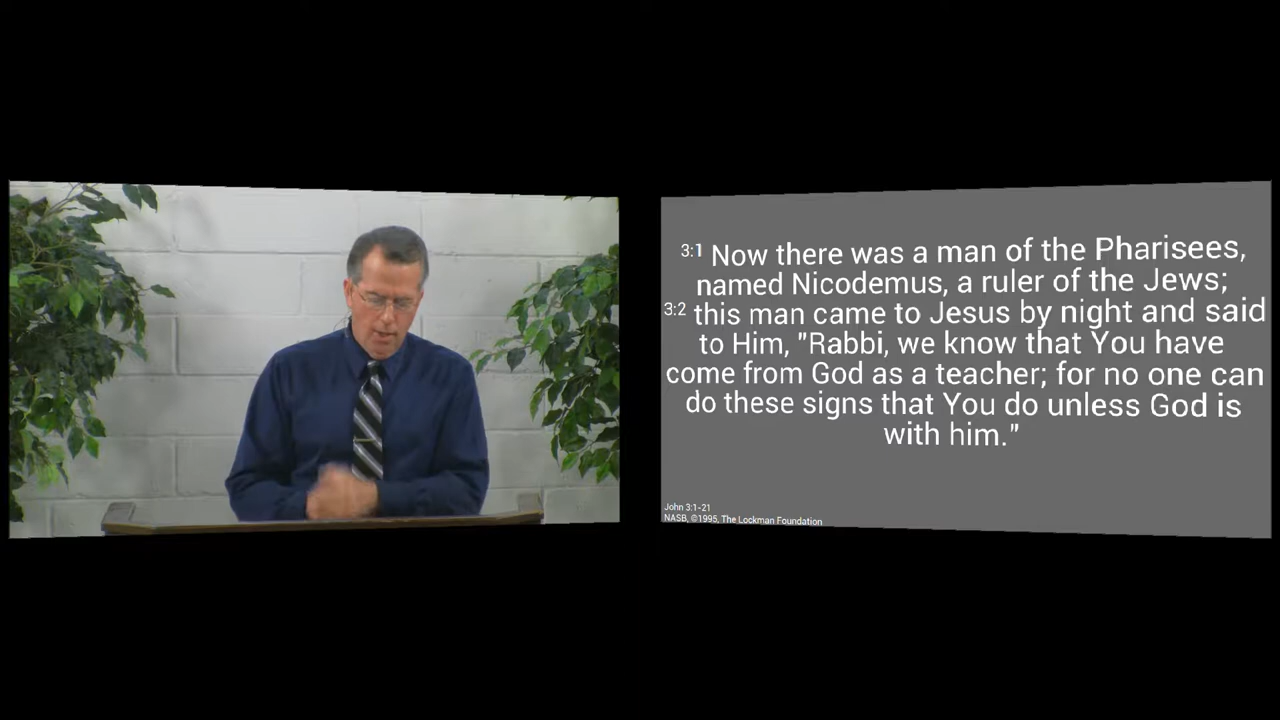 3:1 Now there was a man of the Pharisees,
named Nicodemus, a ruler of the Jews;
3:2 this man came to Jesus by night and said
to Him, "Rabbi, we know that You have
come from God as a teacher; for no one can
do these signs that You do unless God is
with him."
John 3:1-21
NASB, ©1995, The Lockman Foundation